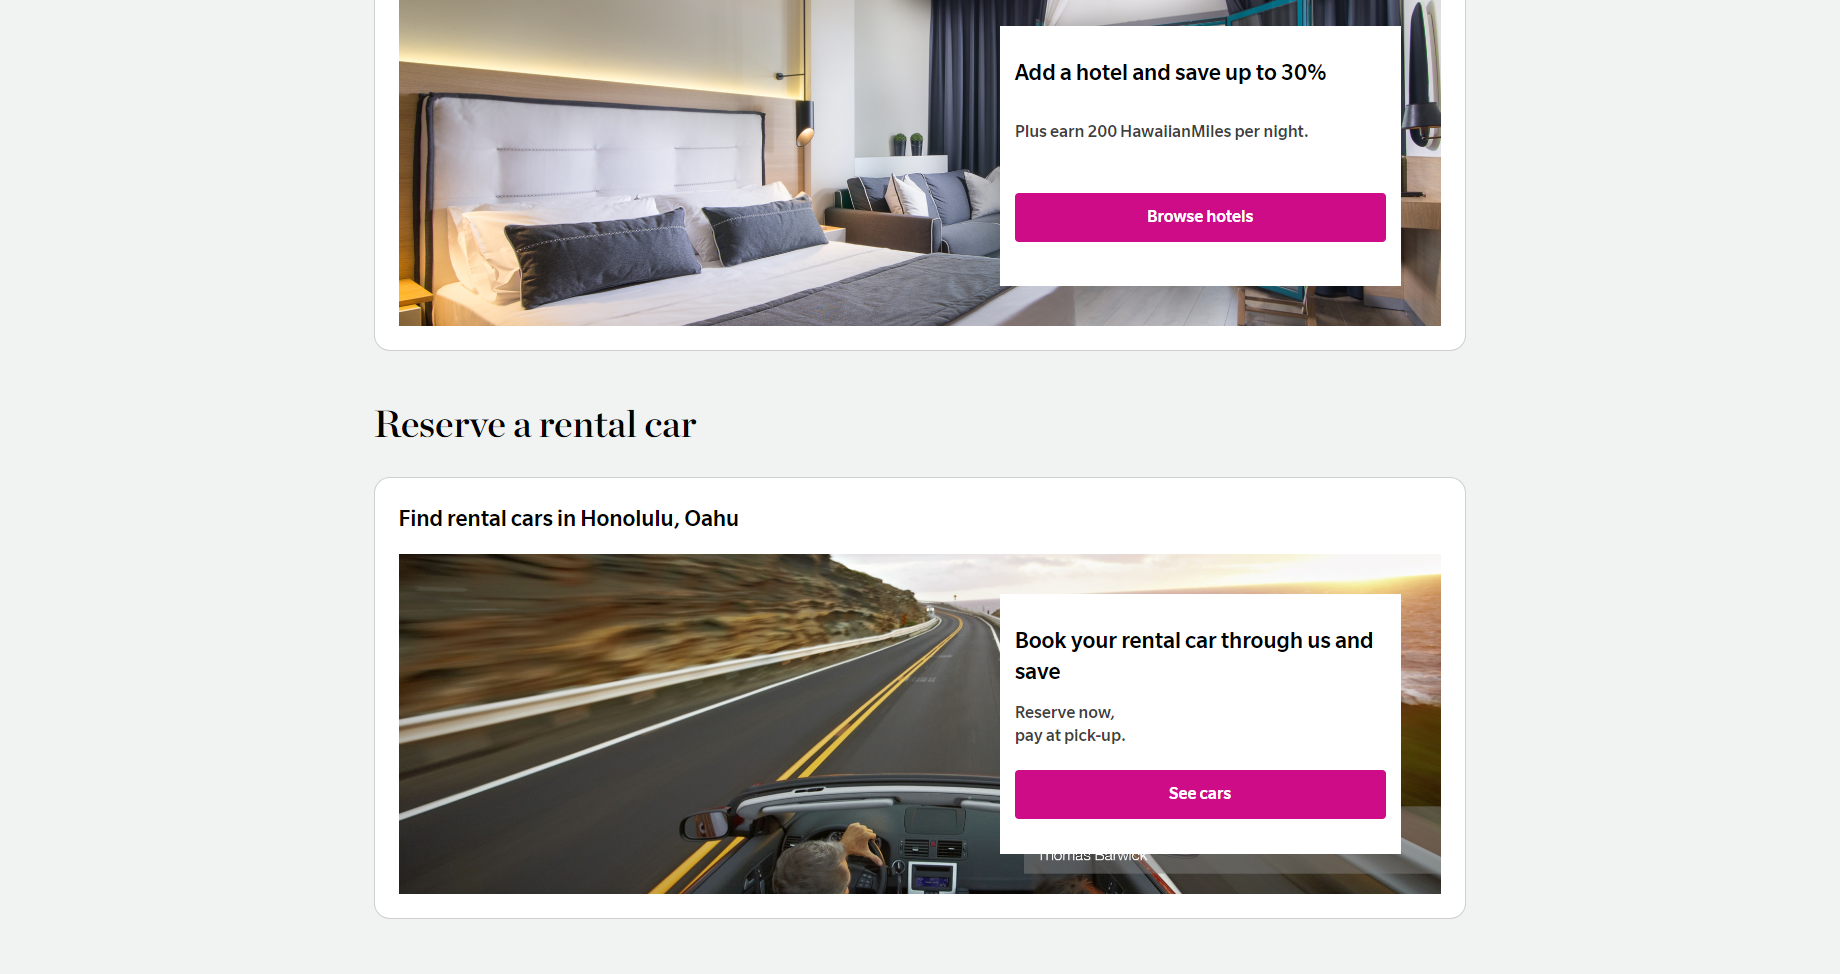 Add a hotel and save up to 30%
Plus earn 200 HawaiianMiles per night.
Browse hotels
Reserve a rental car
Find rental cars in Honolulu, Oahu
Book your rental car through us and
save
Reserve now,
pay at pick-up.
See cars
Thomas Barwick